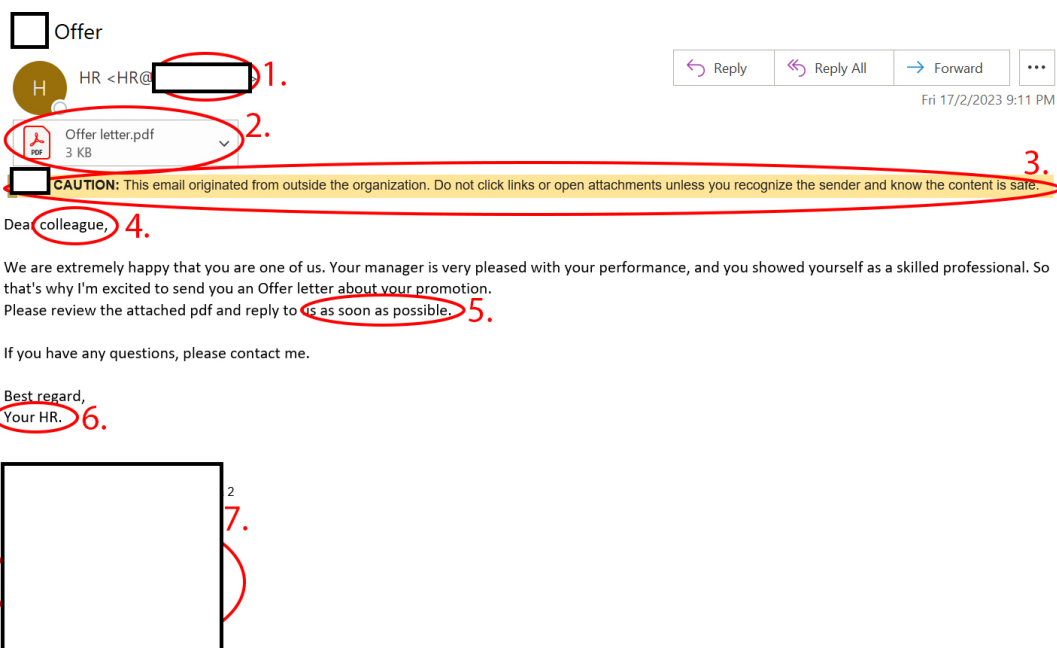 Offer
HR <HR@ > 1.
Reply Reply All Forward ...
Fri 17/2/2023 9:11 PM
Offer letter.pdf 2.
PDF
3 KB
3.
CAUTION: This email originated from outside the organization. Do not click links or open attachments unless you recognize the sender and know the content is safe.
Dear colleague, 4.
We are extremely happy that you are one of us. Your manager is very pleased with your performance, and you showed yourself as a skilled professional. So
that's why I'm excited to send you an Offer letter about your promotion.
Please review the attached pdf and reply to us as soon as possible. 5.
If you have any questions, please contact me.
Best regard,
Your HR. 6.
2
7.
H